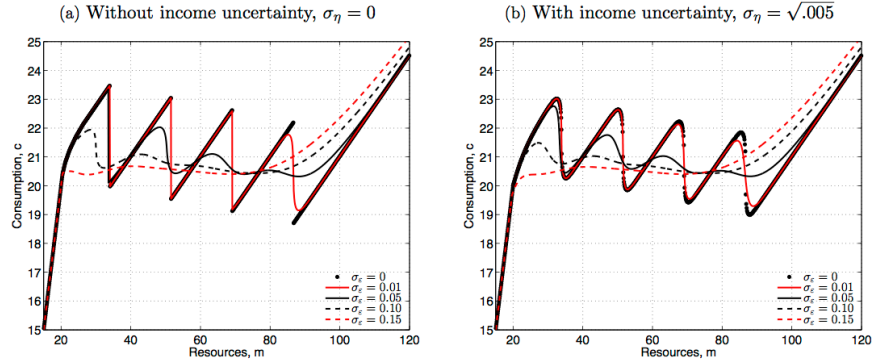 (a) Without income uncertainty, σ_η = 0
25
24
23
22
21
20
19
18
17
16
15
Consumption, c
20 40 60 80 100 120
Resources, m
σ_ε = 0
σ_ε = 0.01
σ_ε = 0.05
σ_ε = 0.10
σ_ε = 0.15
(b) With income uncertainty, σ_η = √.005
25
24
23
22
21
20
19
18
17
16
15
Consumption, c
20 40 60 80 100 120
Resources, m
σ_ε = 0
σ_ε = 0.01
σ_ε = 0.05
σ_ε = 0.10
σ_ε = 0.15